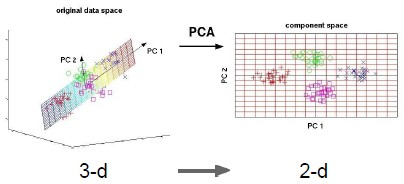 original data space
component space
PCA
PC 1
PC 2
PC 2
PC 1
3-d
2-d